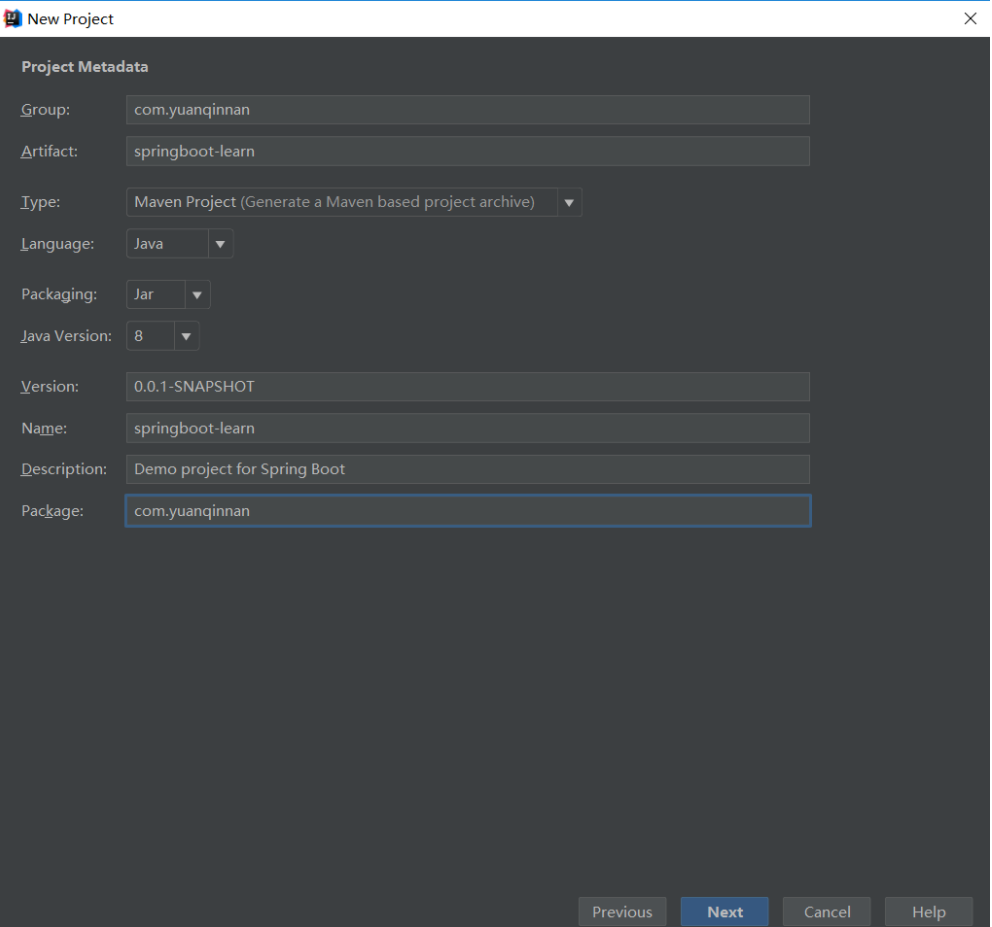 New Project
Project Metadata
Group: com.yuanqinnan
Artifact: springboot-learn
Type: Maven Project (Generate a Maven based project archive)
Language: Java
Packaging: Jar
Java Version: 8
Version: 0.0.1-SNAPSHOT
Name: springboot-learn
Description: Demo project for Spring Boot
Package: com.yuanqinnan
Previous Next Cancel Help